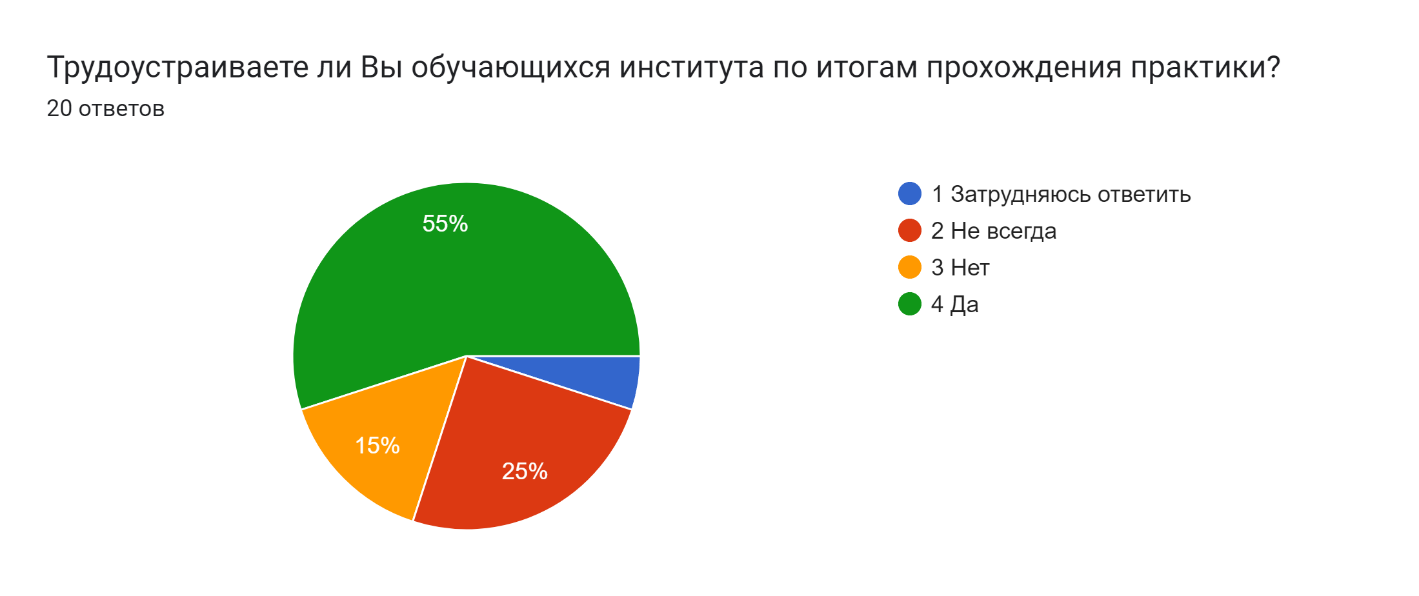 Трудоустраиваете ли Вы обучающихся института по итогам прохождения практики?
20 ответов
55%
15%
25%
1 Затрудняюсь ответить
2 Не всегда
3 Нет
4 Да